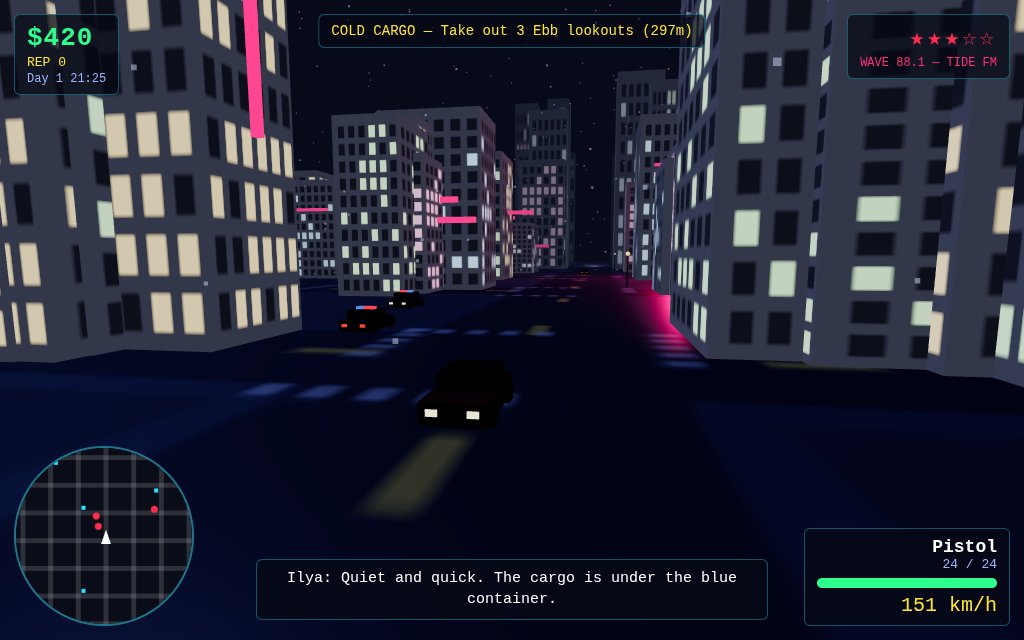 $420
REP 0
Day 1 21:25
COLD CARGO — Take out 3 Ebb lookouts (297m)
★★★☆☆
WAVE 88.1 — TIDE FM
Ilya: Quiet and quick. The cargo is under the blue
container.
Pistol
24 / 24
151 km/h